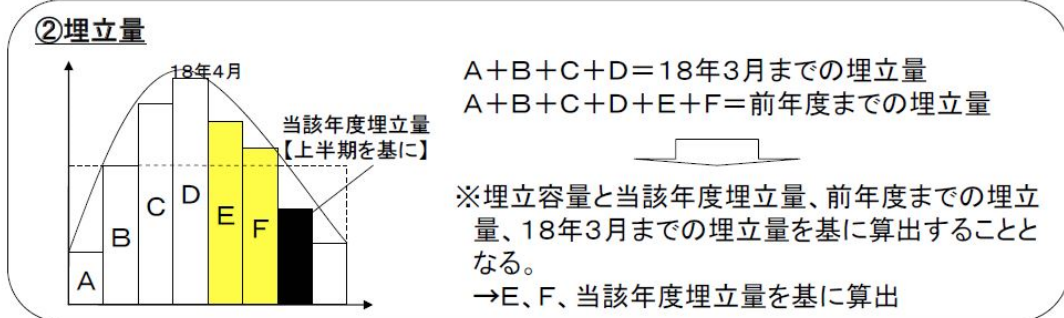 ②埋立量
18年4月
当該年度埋立量
【上半期を基に】
A
B
C
D
E
F
A+B+C+D=18年3月までの埋立量
A+B+C+D+E+F=前年度までの埋立量
※埋立容量と当該年度埋立量、前年度までの埋立
量、18年3月までの埋立量を基に算出することと
なる。
→E、F、当該年度埋立量を基に算出